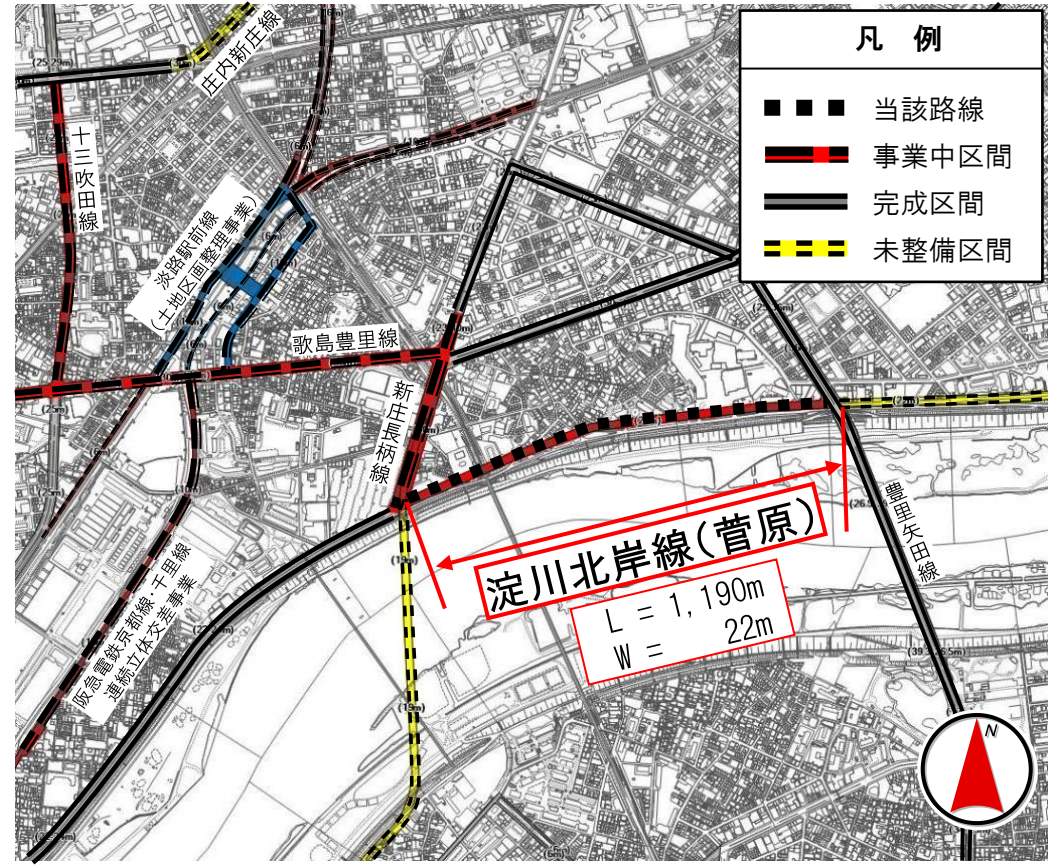 凡 例
当該路線
事業中区間
完成区間
未整備区間
(25.29m)
庄内新庄線
十三吹田線
淡路駅前線
(土地区画整理事業)
歌島豊里線
新庄長柄線
豊里矢田線
淀川北岸線(菅原)
L = 1,190m
W = 22m
阪急電鉄京都線・千里線
連続立体交差事業
N